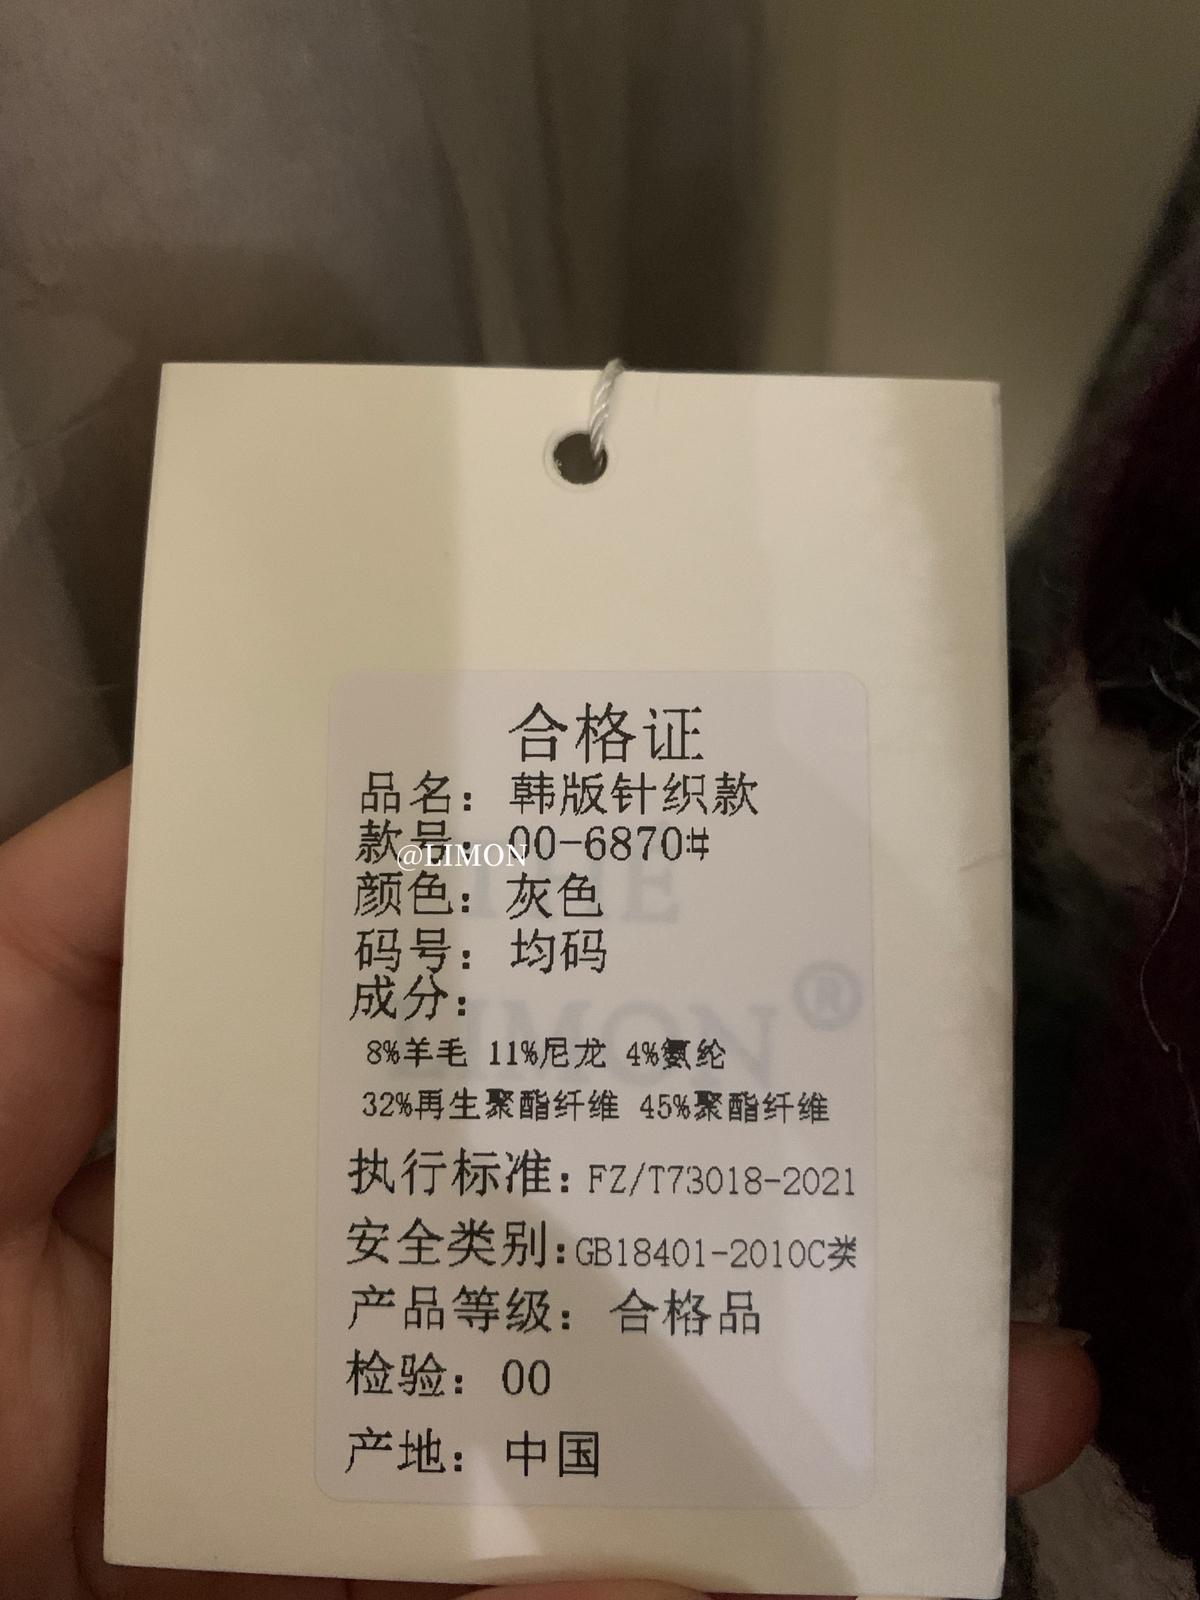 合格证
品名：韩版针织款
款号：00-6870#
@LIMON
颜色：灰色
码号：均码
成分：
8%羊毛 11%尼龙 4%氨纶
32%再生聚酯纤维 45%聚酯纤维
执行标准：FZ/T73018-2021
安全类别：GB18401-2010C类
产品等级：合格品
检验：00
产地：中国
THE
LIMON®